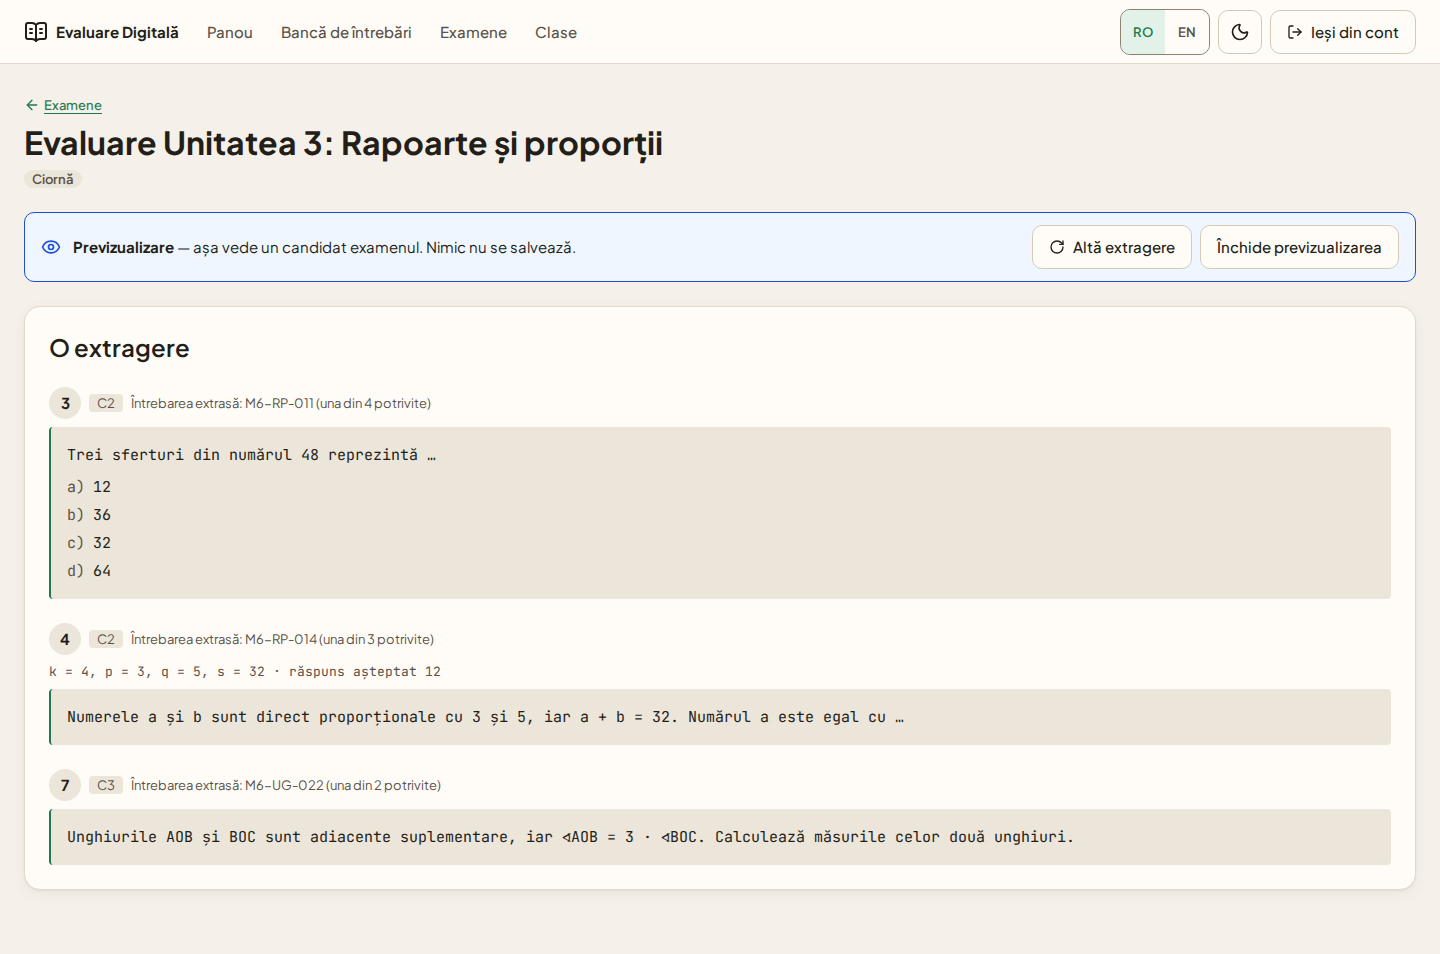 Evaluare Digitală
Panou
Bancă de întrebări
Examene
Clase
RO
EN
Ieși din cont
Examene
Evaluare Unitatea 3: Rapoarte și proporții
Ciornă
Previzualizare — așa vede un candidat examenul. Nimic nu se salvează.
Altă extragere
Închide previzualizarea
O extragere
3 C2 Întrebarea extrasă: M6-RP-011 (una din 4 potrivite)
Trei sferturi din numărul 48 reprezintă …
a) 12
b) 36
c) 32
d) 64
4 C2 Întrebarea extrasă: M6-RP-014 (una din 3 potrivite)
k = 4, p = 3, q = 5, s = 32 · răspuns așteptat 12
Numerele a și b sunt direct proporționale cu 3 și 5, iar a + b = 32. Numărul a este egal cu …
7 C3 Întrebarea extrasă: M6-UG-022 (una din 2 potrivite)
Unghiurile AOB și BOC sunt adiacente suplementare, iar ∢AOB = 3 · ∢BOC. Calculează măsurile celor două unghiuri.